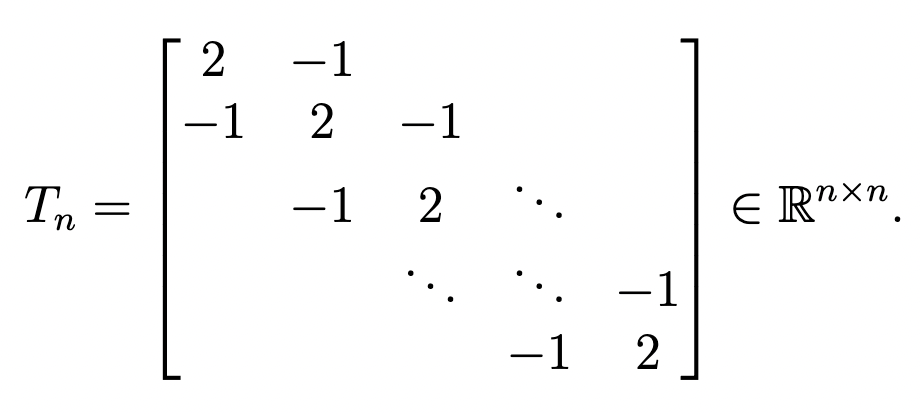 2 −1
−1 2 −1
T_n = [ −1 2 ⋱ ] ∈ ℝ^{n×n}.
⋱ ⋱ −1
−1 2